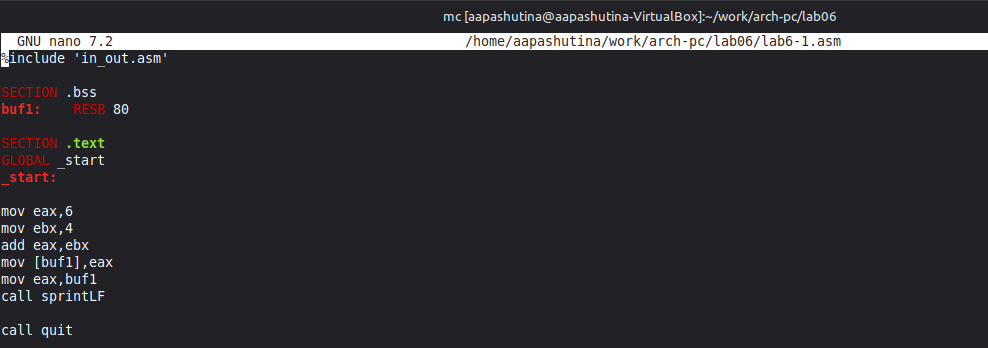 mc [aapashutina@aapashutina-VirtualBox]:~/work/arch-pc/lab06
GNU nano 7.2 /home/aapashutina/work/arch-pc/lab06/lab6-1.asm
%include 'in_out.asm'
SECTION .bss
buf1: RESB 80
SECTION .text
GLOBAL _start
_start:
mov eax,6
mov ebx,4
add eax,ebx
mov [buf1],eax
mov eax,buf1
call sprintLF
call quit